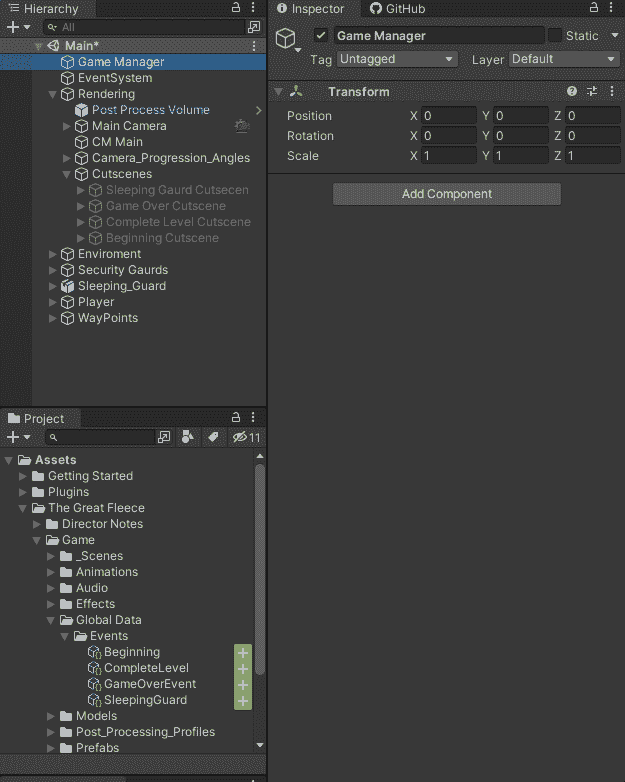 Hierarchy
All
Main*
Game Manager
EventSystem
Rendering
Post Process Volume
Main Camera
CM Main
Camera_Progression_Angles
Cutscenes
Sleeping Gaurd Cutsecen
Game Over Cutscene
Complete Level Cutscene
Beginning Cutscene
Enviroment
Security Gaurds
Sleeping_Guard
Player
WayPoints
Project
11
Assets
Getting Started
Plugins
The Great Fleece
Director Notes
Game
_Scenes
Animations
Audio
Effects
Global Data
Events
Beginning
CompleteLevel
GameOverEvent
SleepingGuard
Models
Post_Processing_Profiles
Prefabs
Inspector GitHub
Game Manager Static
Tag Untagged Layer Default
Transform
Position X 0 Y 0 Z 0
Rotation X 0 Y 0 Z 0
Scale X 1 Y 1 Z 1
Add Component